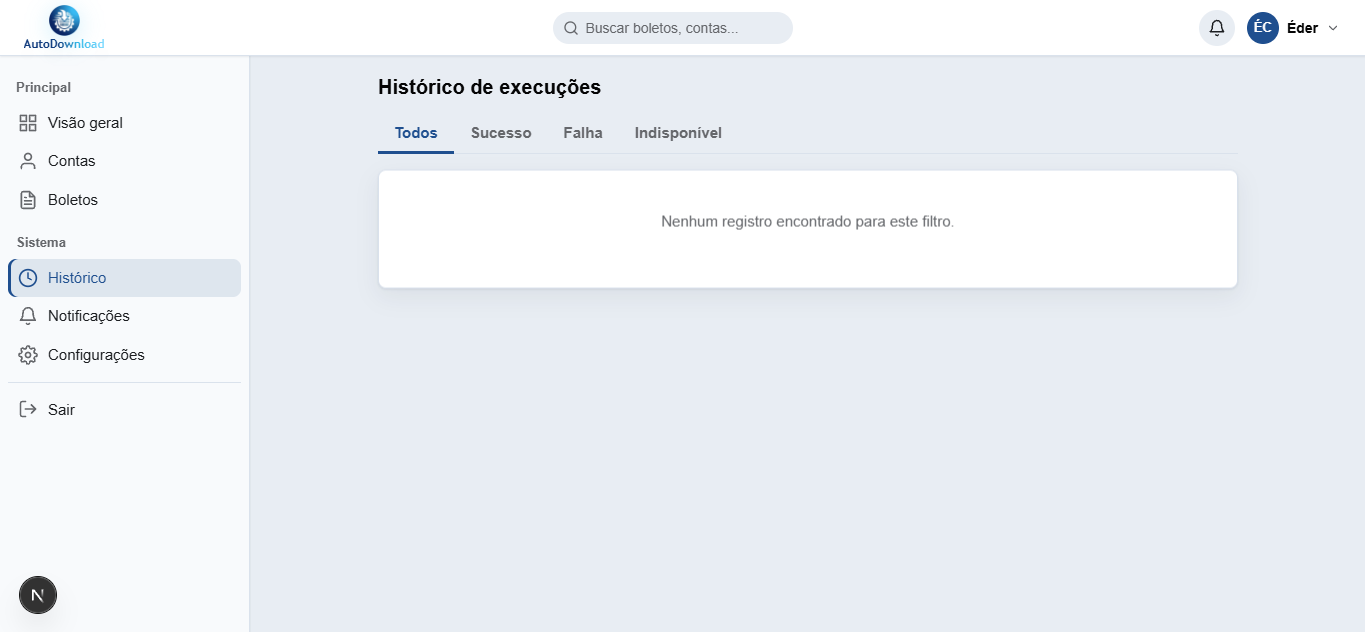 AutoDownload
Buscar boletos, contas...
ÉC
Éder
Principal
Visão geral
Contas
Boletos
Sistema
Histórico
Notificações
Configurações
Sair
N
Histórico de execuções
Todos Sucesso Falha Indisponível
Nenhum registro encontrado para este filtro.